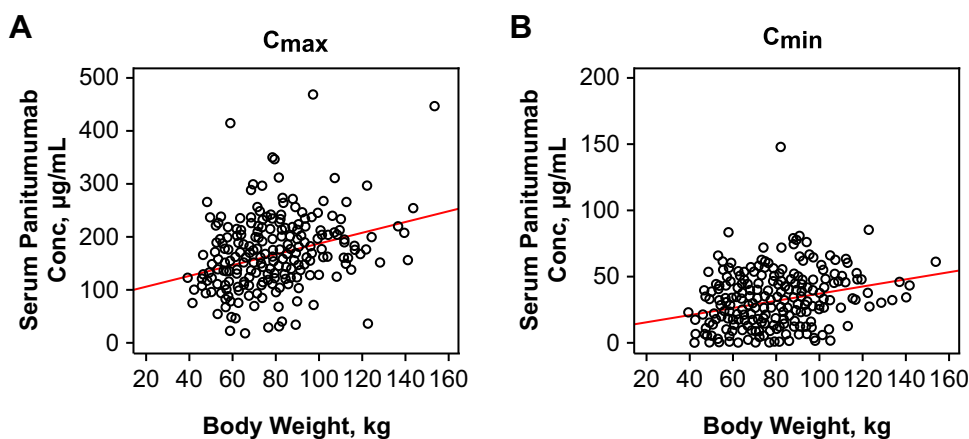 A
Cmax
Serum Panitumumab
Conc, µg/mL
500
400
300
200
100
0
20 40 60 80 100 120 140 160
Body Weight, kg
B
Cmin
Serum Panitumumab
Conc, µg/mL
200
150
100
50
0
20 40 60 80 100 120 140 160
Body Weight, kg